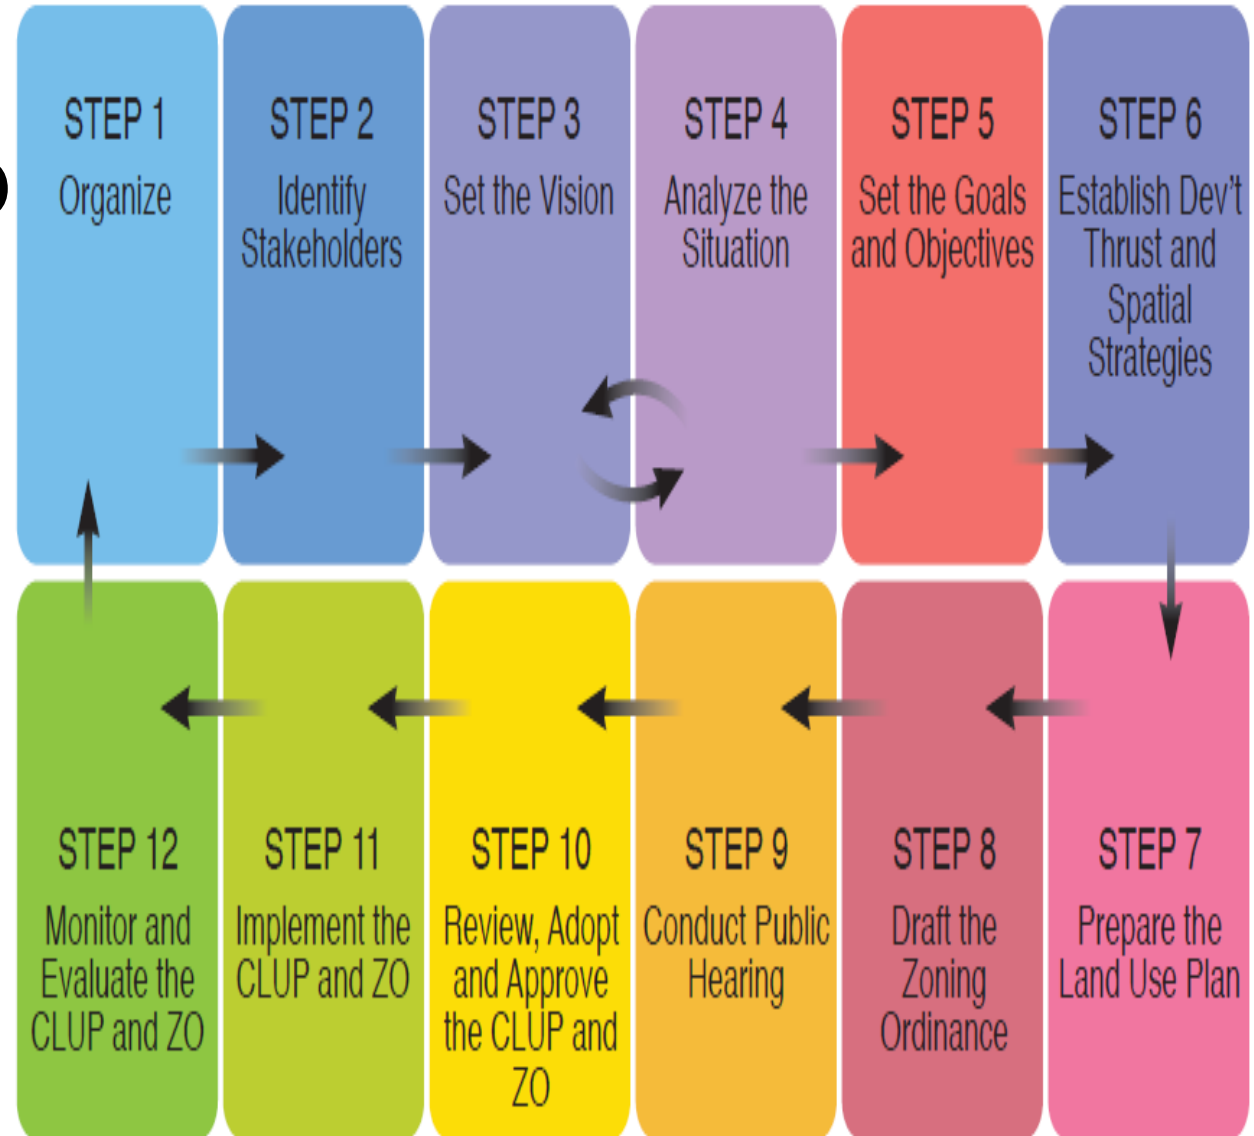 STEP 1
Organize
STEP 2
Identify
Stakeholders
STEP 3
Set the Vision
STEP 4
Analyze the
Situation
STEP 5
Set the Goals
and Objectives
STEP 6
Establish Dev't
Thrust and
Spatial
Strategies
STEP 12
Monitor and
Evaluate the
CLUP and ZO
STEP 11
Implement the
CLUP and ZO
STEP 10
Review, Adopt
and Approve
the CLUP and
ZO
STEP 9
Conduct Public
Hearing
STEP 8
Draft the
Zoning
Ordinance
STEP 7
Prepare the
Land Use Plan